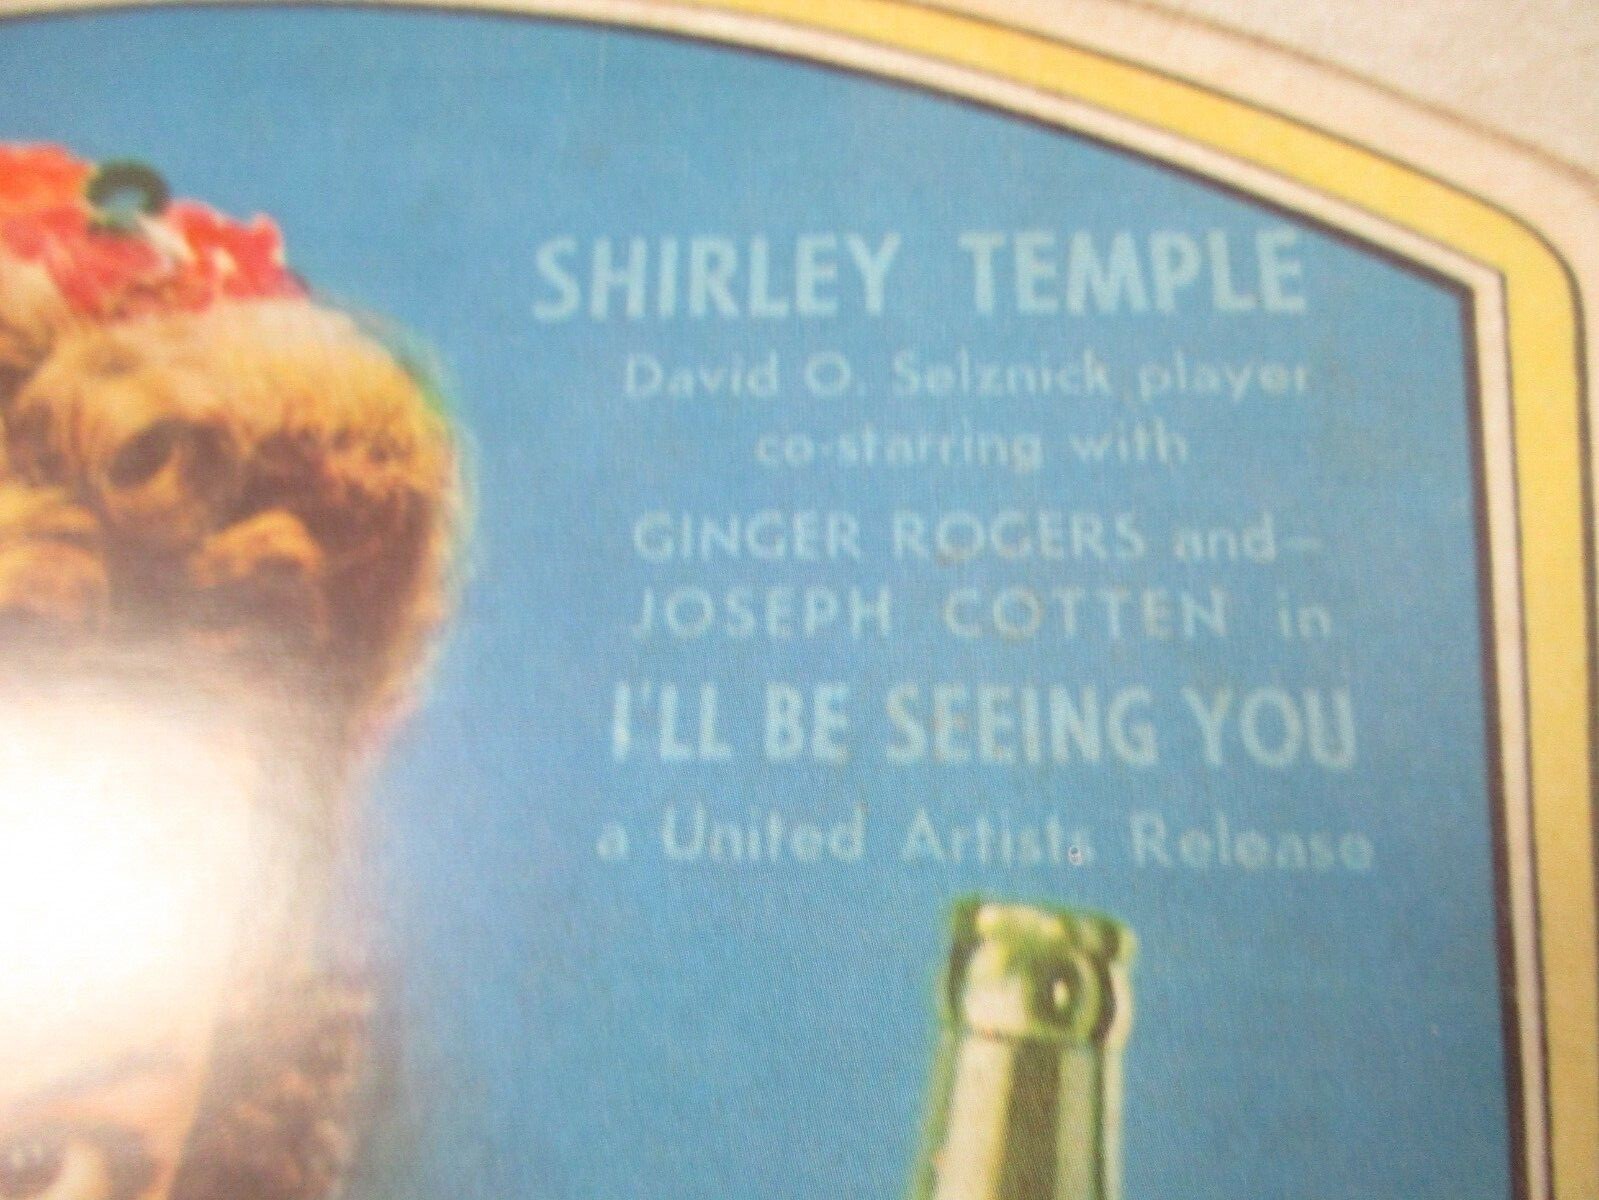 SHIRLEY TEMPLE
David O. Selznick player
co-starring with
GINGER ROGERS and—
JOSEPH COTTEN in
I'LL BE SEEING YOU
a United Artists Release